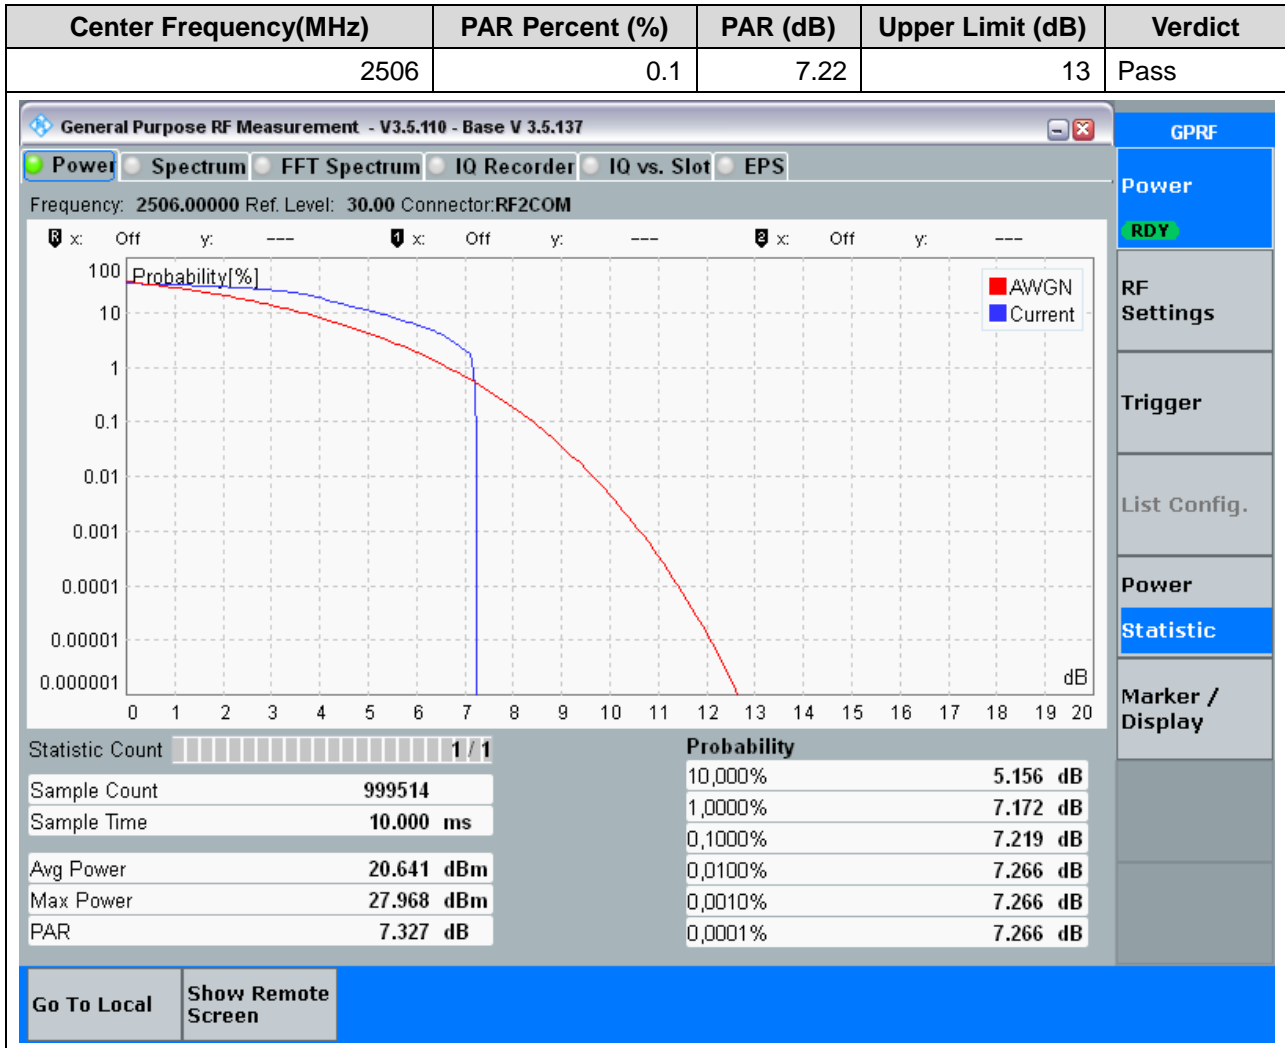 Center Frequency(MHz) PAR Percent (%) PAR (dB) Upper Limit (dB) Verdict
2506 0.1 7.22 13 Pass
General Purpose RF Measurement - V3.5.110 - Base V 3.5.137
GPRF
Power Spectrum FFT Spectrum IQ Recorder IQ vs. Slot EPS
Frequency: 2506.00000 Ref. Level: 30.00 Connector:RF2COM
R x: Off y: --- 1 x: Off y: --- 2 x: Off y: ---
Probability[%]
AWGN
Current
100
10
1
0.1
0.01
0.001
0.0001
0.00001
0.000001
dB
0 1 2 3 4 5 6 7 8 9 10 11 12 13 14 15 16 17 18 19 20
Statistic Count 1 / 1
Sample Count 999514
Sample Time 10.000 ms
Avg Power 20.641 dBm
Max Power 27.968 dBm
PAR 7.327 dB
Probability
10,000% 5.156 dB
1,0000% 7.172 dB
0,1000% 7.219 dB
0,0100% 7.266 dB
0,0010% 7.266 dB
0,0001% 7.266 dB
Power
RDY
RF
Settings
Trigger
List Config.
Power
Statistic
Marker /
Display
Go To Local
Show Remote
Screen